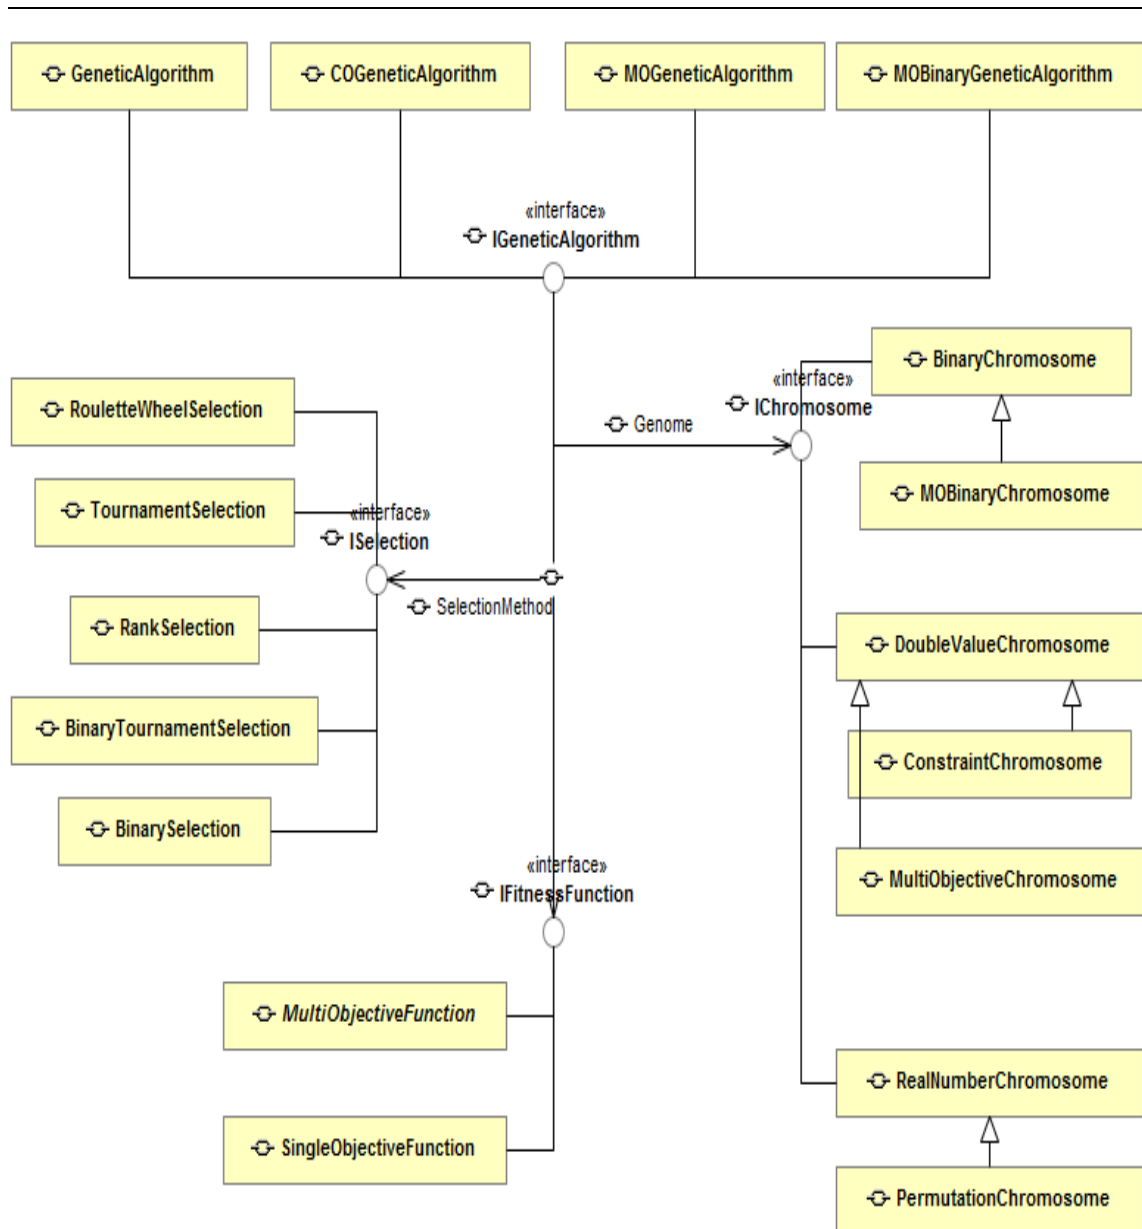 GeneticAlgorithm
COGeneticAlgorithm
MOGeneticAlgorithm
MOBinaryGeneticAlgorithm
«interface»
IGeneticAlgorithm
BinaryChromosome
«interface»
IChromosome
RouletteWheelSelection
Genome
MOBinaryChromosome
TournamentSelection
«interface»
ISelection
SelectionMethod
RankSelection
DoubleValueChromosome
BinaryTournamentSelection
ConstraintChromosome
BinarySelection
«interface»
IFitnessFunction
MultiObjectiveChromosome
MultiObjectiveFunction
RealNumberChromosome
SingleObjectiveFunction
PermutationChromosome